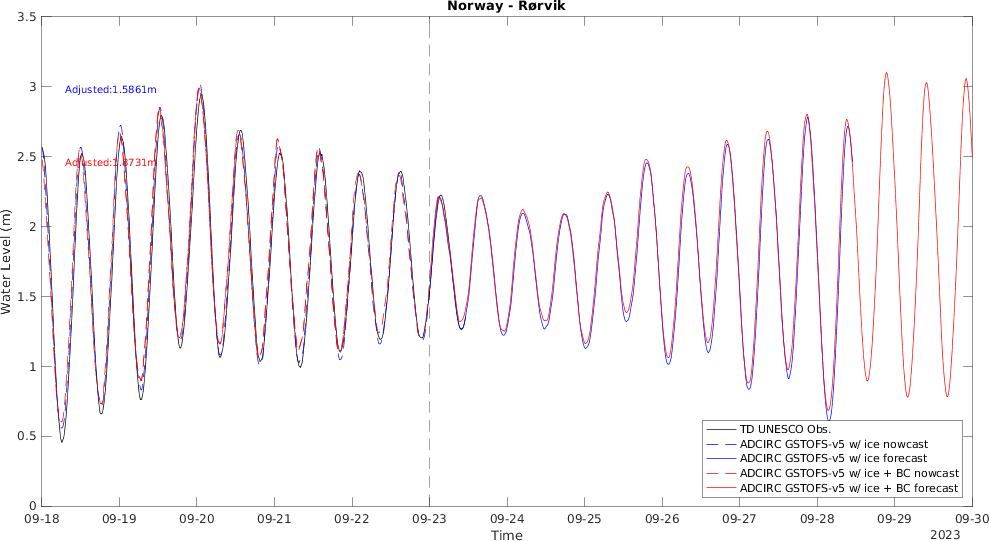 Norway - Rørvik
3.5
3
2.5
2
1.5
1
0.5
0
Water Level (m)
Adjusted:1.5861m
Adjusted:1.8731m
TD UNESCO Obs.
ADCIRC GSTOFS-v5 w/ ice nowcast
ADCIRC GSTOFS-v5 w/ ice forecast
ADCIRC GSTOFS-v5 w/ ice + BC nowcast
ADCIRC GSTOFS-v5 w/ ice + BC forecast
09-18 09-19 09-20 09-21 09-22 09-23 09-24 09-25 09-26 09-27 09-28 09-29 09-30
Time
2023